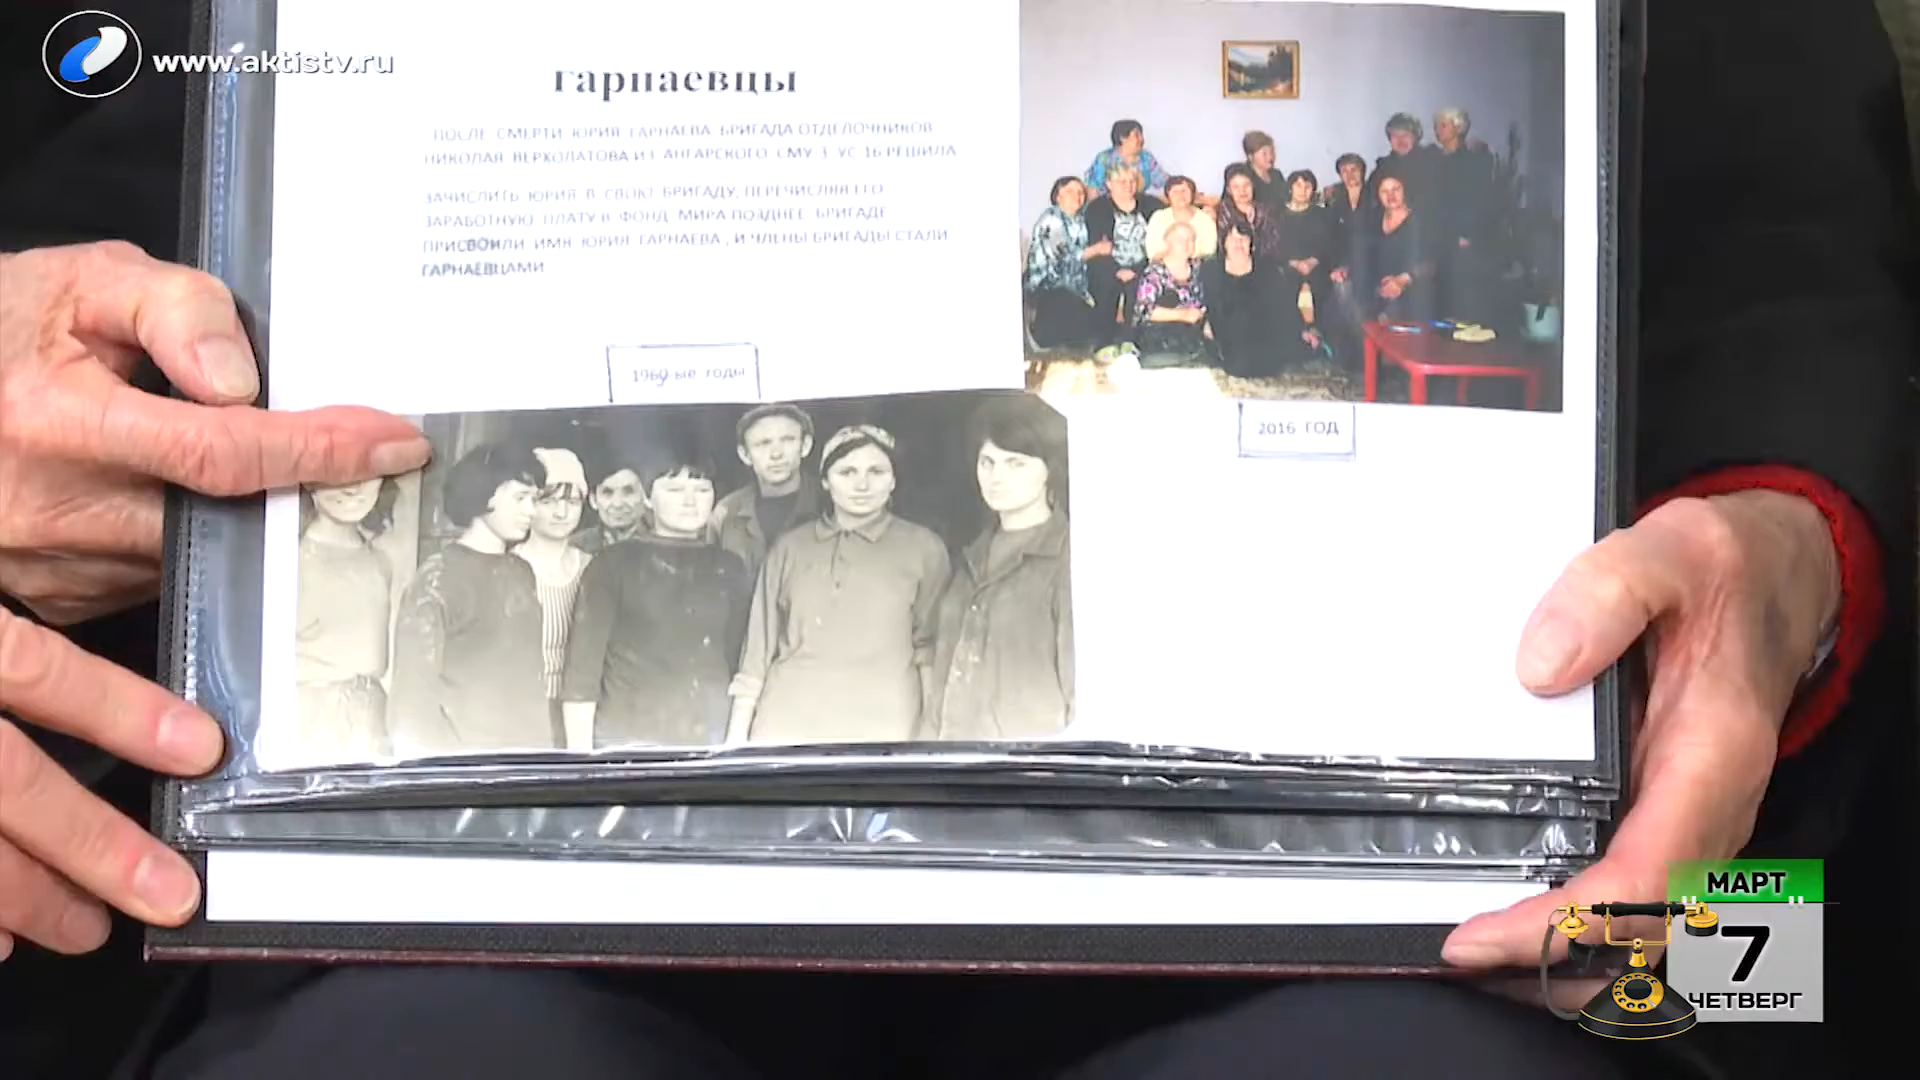 www.aktistv.ru
гарнаевцы
ПОСЛЕ СМЕРТИ ЮРИЯ ГАРНАЕВА БРИГАДА ОТДЕЛОЧНИКОВ
НИКОЛАЯ ВЕРХОЛАТОВА ИЗ АНГАРСКОГО СМУ-3 УС-16 РЕШИЛА
ЗАЧИСЛИТЬ ЮРИЯ В СВОЮ БРИГАДУ, ПЕРЕЧИСЛЯЯ ЕГО
ЗАРАБОТНУЮ ПЛАТУ В ФОНД МИРА ПОЗДНЕЕ БРИГАДЕ
ПРИСВОИЛИ ИМЯ ЮРИЯ ГАРНАЕВА , И ЧЛЕНЫ БРИГАДЫ СТАЛИ
ГАРНАЕВЦАМИ
1960-ые годы
2016 ГОД
МАРТ
7
ЧЕТВЕРГ